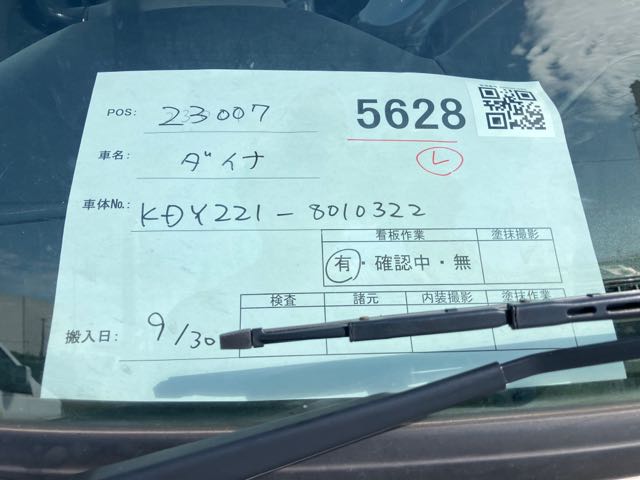 POS: 23007 5628
車名: ダイナ レ
車体No.: KDY221-8010322
看板作業 塗抹撮影
有・確認中・無
検査 諸元 内装撮影 塗抹作業
搬入日: 9/30